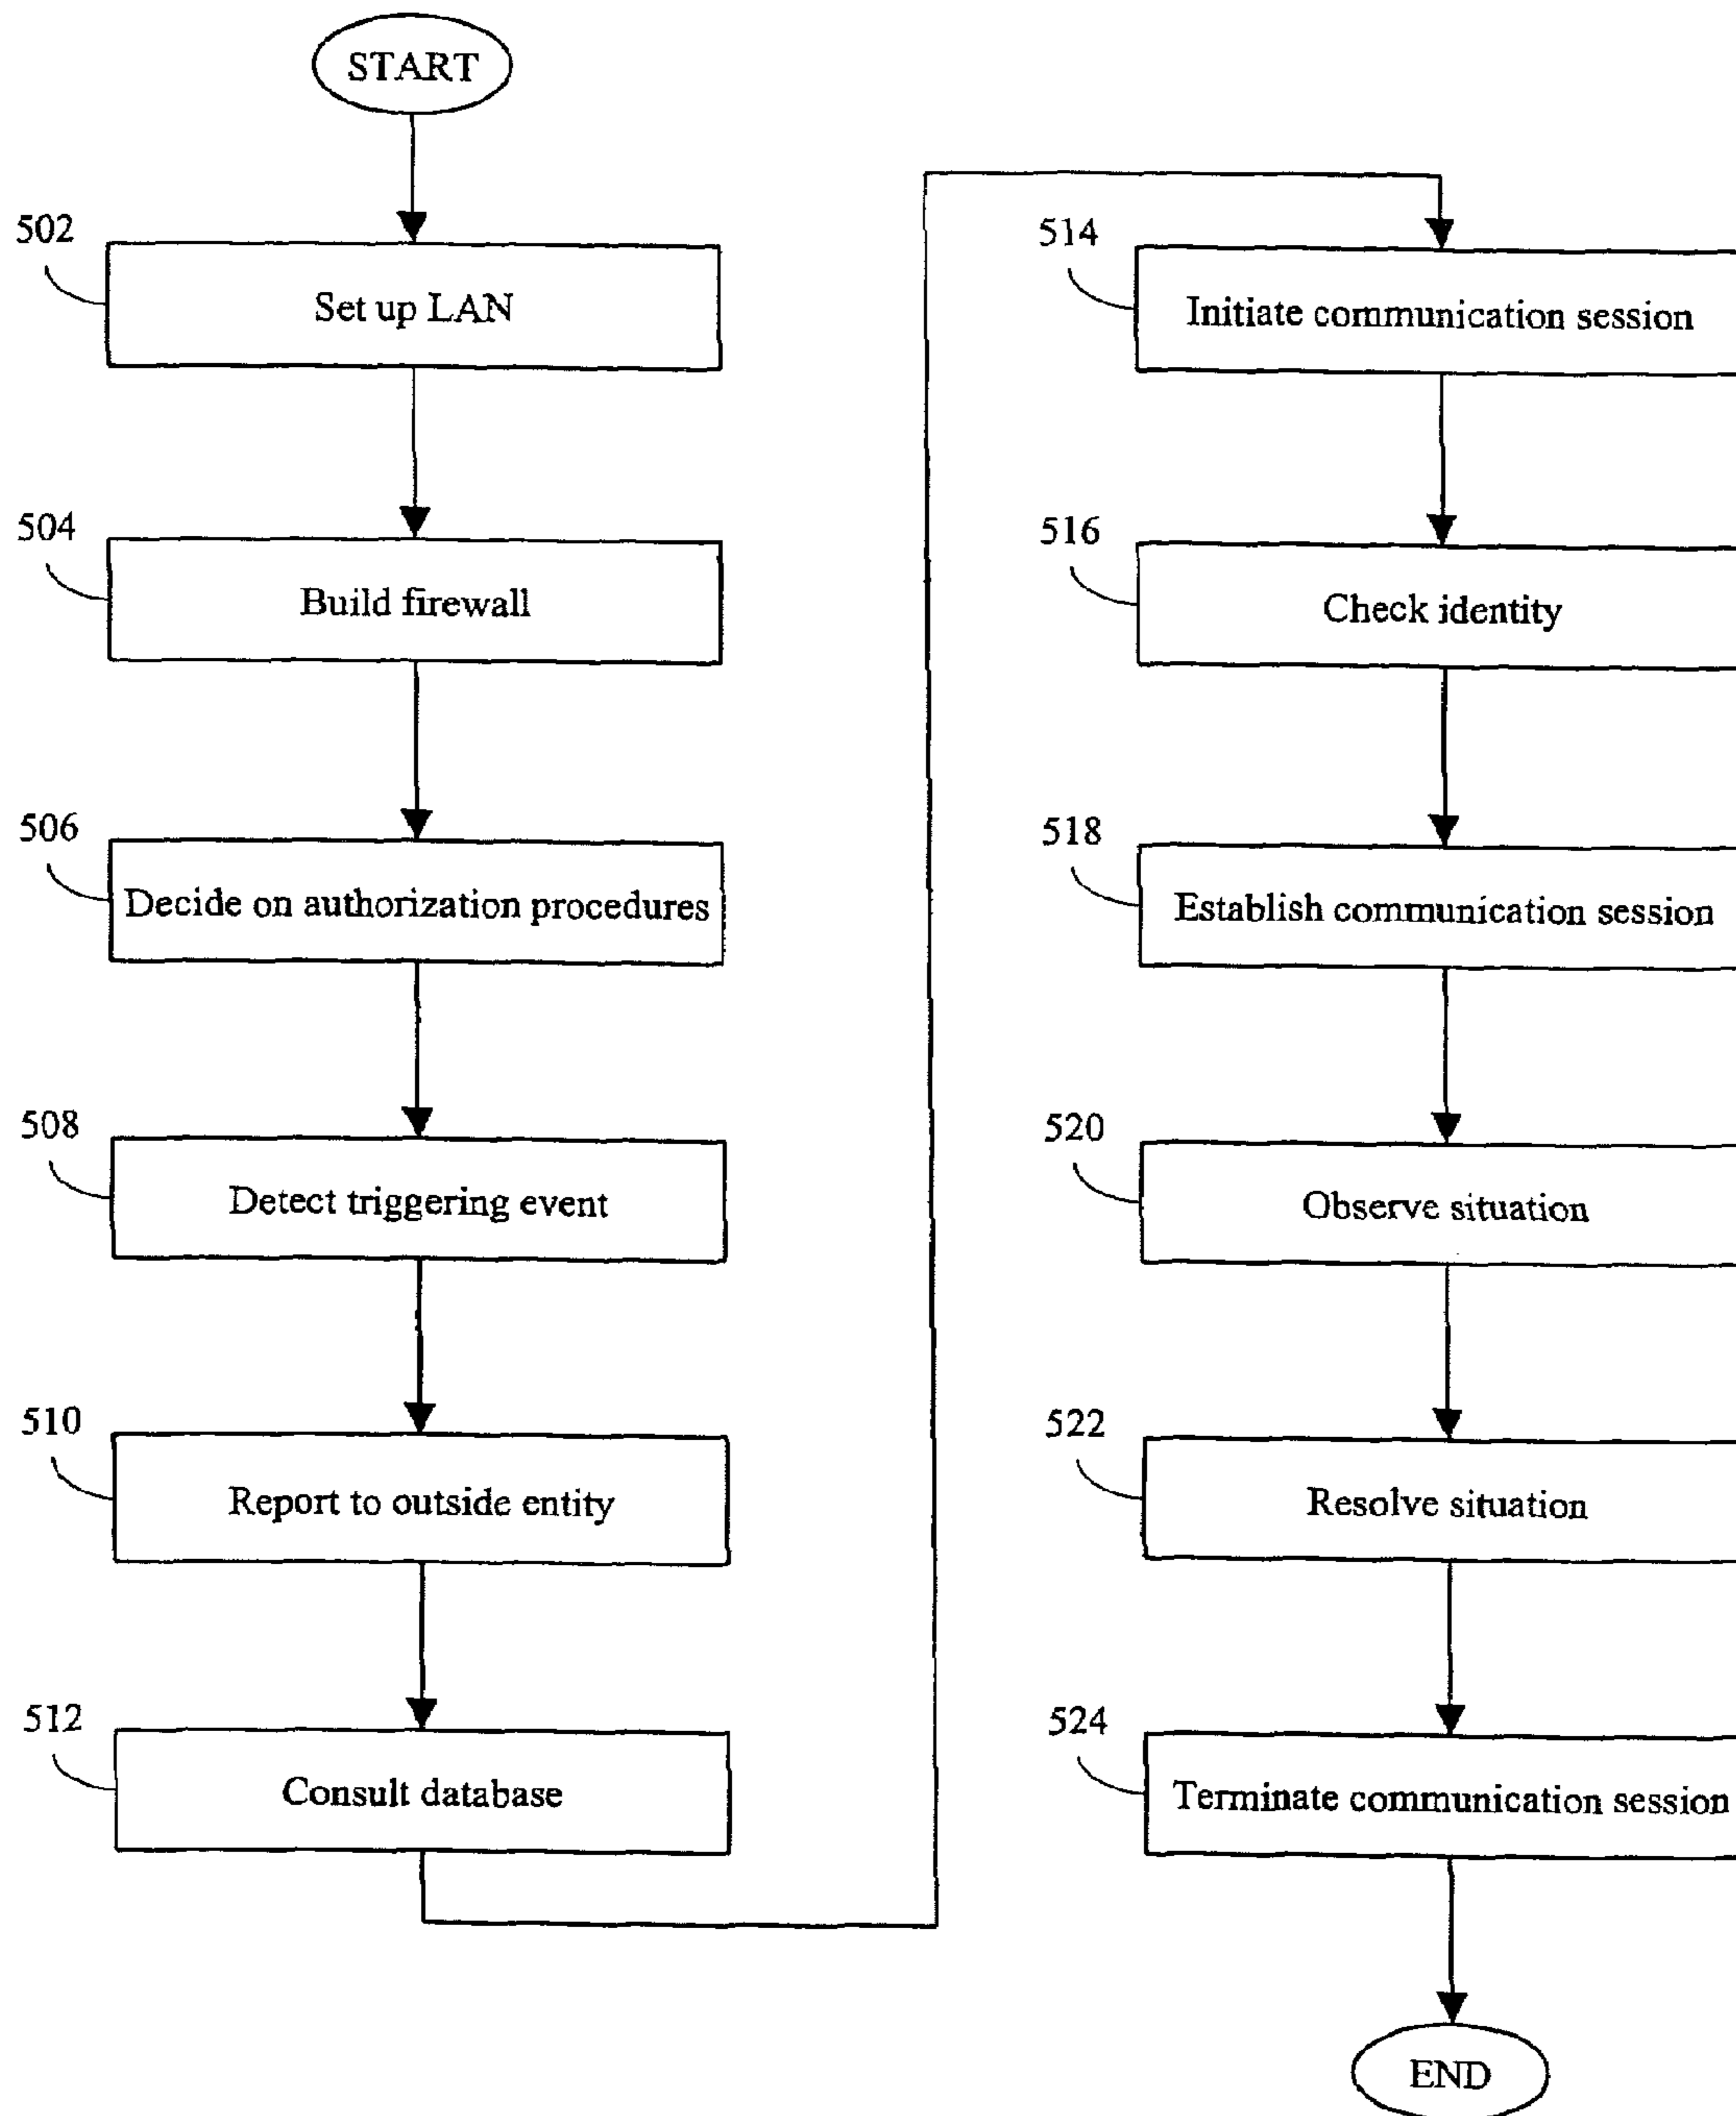 START
502
Set up LAN
504
Build firewall
506
Decide on authorization procedures
508
Detect triggering event
510
Report to outside entity
512
Consult database
514
Initiate communication session
516
Check identity
518
Establish communication session
520
Observe situation
522
Resolve situation
524
Terminate communication session
END